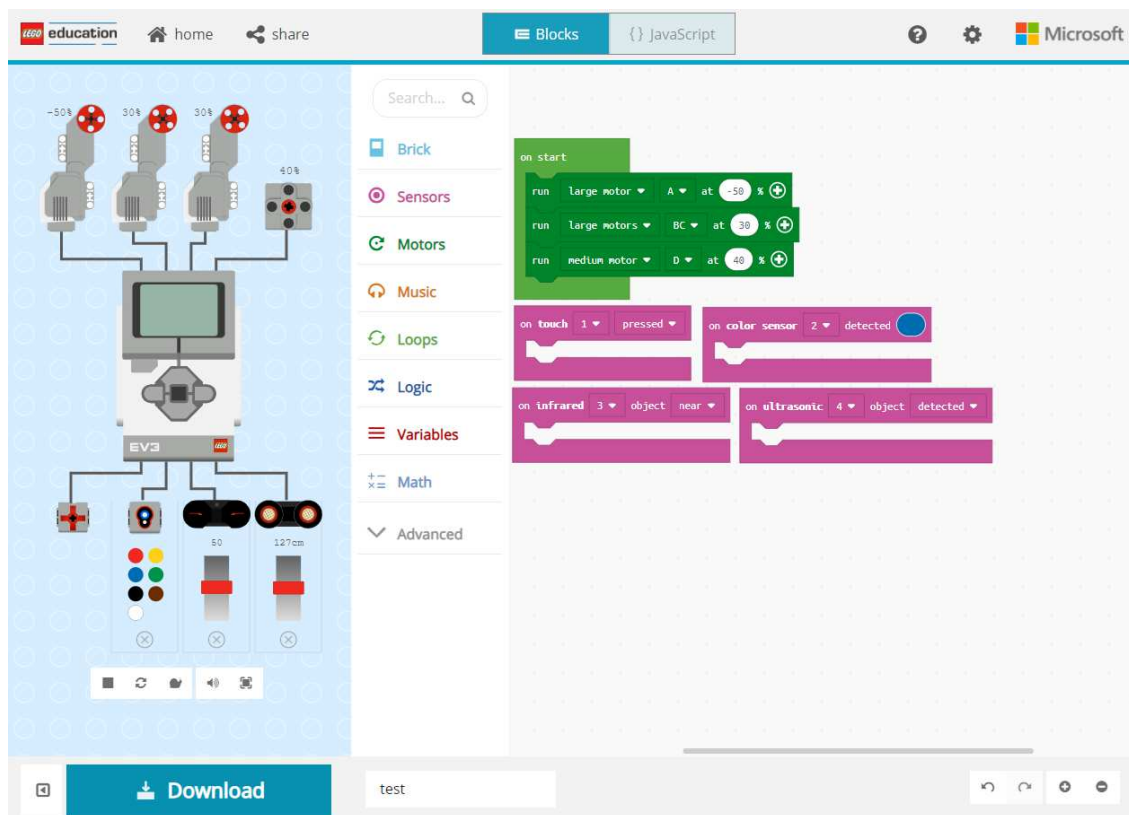 LEGO education home share Blocks {} JavaScript Microsoft
-50% 30% 30%
40%
EV3 LEGO
50 127cm
Search...
Brick
Sensors
Motors
Music
Loops
Logic
Variables
Math
Advanced
on start
run large motor A at -50 %
run large motors BC at 30 %
run medium motor D at 40 %
on touch 1 pressed
on color sensor 2 detected
on infrared 3 object near
on ultrasonic 4 object detected
Download test